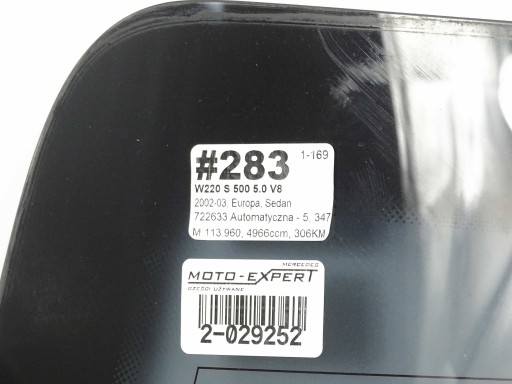 #283 1-169
W220 S 500 5.0 V8
2002-03, Europa, Sedan
722633 Automatyczna - 5, 347
M 113.960, 4966ccm, 306KM
MERCEDES
MOTO-EXPERT
CZĘŚCI UŻYWANE
2-029252